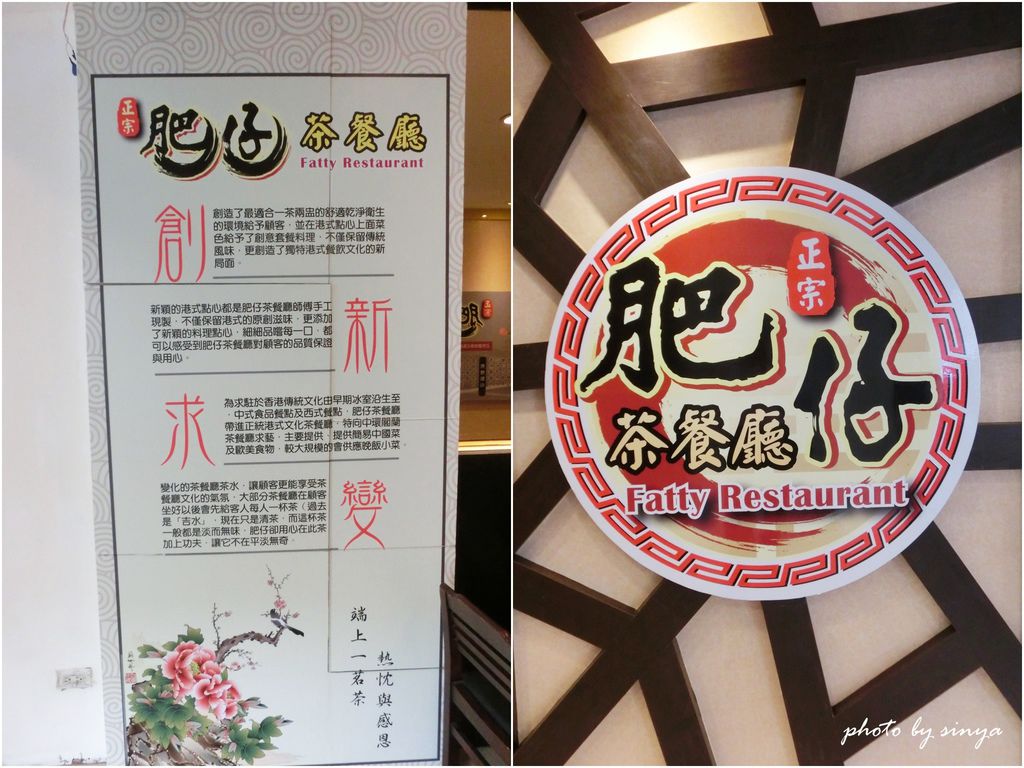 正宗
肥仔 茶餐廳
Fatty Restaurant
創
創造了最適合一茶兩盅的舒適乾淨衛生
的環境給予顧客，並在港式點心上面菜
色給予了創意套餐料理，不僅保留傳統
風味，更創造了獨特港式餐飲文化的新
局面。
新
新穎的港式點心都是肥仔茶餐廳師傅手工
現製，不僅保留港式的原創滋味，更添加
了新穎的料理點心，細細品嚐每一口，都
可以感受到肥仔茶餐廳對顧客的品質保證
與用心。
求
為求駐於香港傳統文化由早期冰室沿生至
，中式食品餐點及西式餐點，肥仔茶餐廳
帶進正統港式文化茶餐廳，特向中環閣蘭
茶餐廳求藝，主要提供，提供簡易中國菜
及歐美食物，較大規模的會供應晚飯小菜。
變
變化的茶餐廳茶水，讓顧客更能享受茶
餐廳文化的氣氛，大部分茶餐廳在顧客
坐好以後會先給客人每人一杯茶（過去
是「吉水」，現在只是清茶，而這杯茶
一般都是淡而無味，肥仔卻用心在此茶
加上功夫，讓它不在平淡無奇。
端上一茗茶
熱忱與感恩
正宗
肥仔
茶餐廳
Fatty Restaurant
photo by sinya